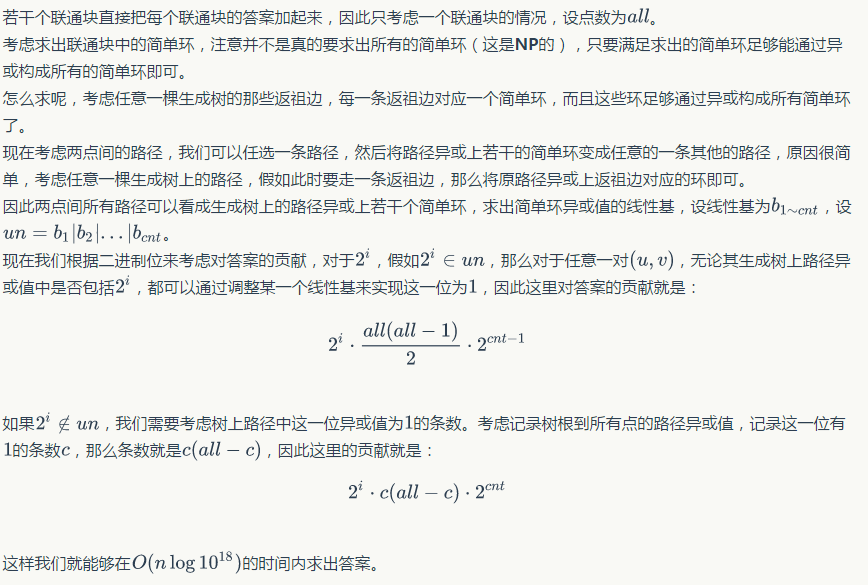 若干个联通块直接把每个联通块的答案加起来，因此只考虑一个联通块的情况，设点数为all。
考虑求出联通块中的简单环，注意并不是真的要求出所有的简单环（这是NP的），只要满足求出的简单环足够能通过异
或构成所有的简单环即可。
怎么求呢，考虑任意一棵生成树的那些返祖边，每一条返祖边对应一个简单环，而且这些环足够通过异或构成所有简单环
了。
现在考虑两点间的路径，我们可以任选一条路径，然后将路径异或上若干的简单环变成任意的一条其他的路径，原因很简
单，考虑任意一棵生成树上的路径，假如此时要走一条返祖边，那么将原路径异或上返祖边对应的环即可。
因此两点间所有路径可以看成生成树上的路径异或上若干个简单环，求出简单环异或值的线性基，设线性基为b_{1∼cnt}，设
un = b_1|b_2|…|b_{cnt}。
现在我们根据二进制位来考虑对答案的贡献，对于2^i，假如2^i ∈ un，那么对于任意一对(u, v)，无论其生成树上路径异
或值中是否包括2^i，都可以通过调整某一个线性基来实现这一位为1，因此这里对答案的贡献就是：
2^i · \frac{all(all − 1)}{2} · 2^{cnt−1}
如果2^i ∉ un，我们需要考虑树上路径中这一位异或值为1的条数。考虑记录树根到所有点的路径异或值，记录这一位有
1的条数c，那么条数就是c(all − c)，因此这里的贡献就是：
2^i · c(all − c) · 2^{cnt}
这样我们就能够在O(n log 10^{18})的时间内求出答案。